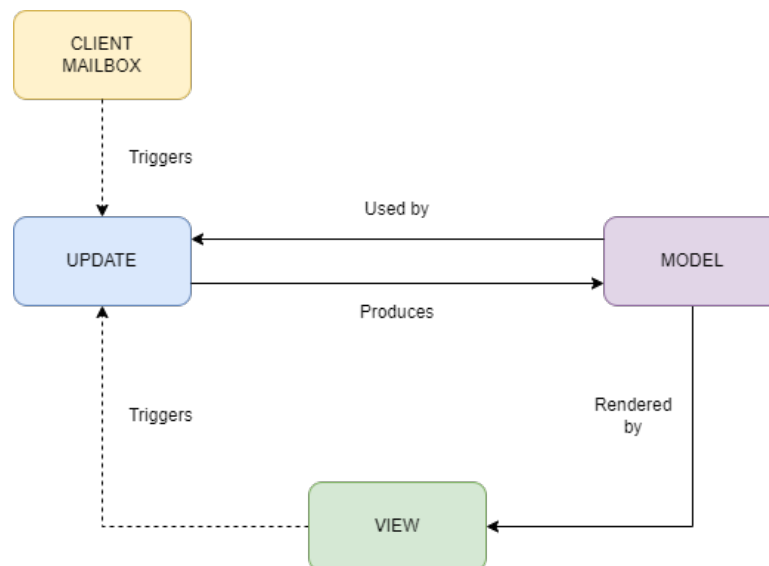 CLIENT
MAILBOX
Triggers
Used by
UPDATE
MODEL
Produces
Triggers
Rendered
by
VIEW